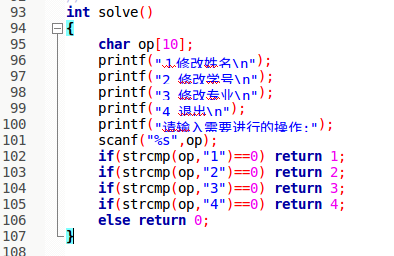 93 int solve()
94 {
95 char op[10];
96 printf("1 修改姓名\n");
97 printf("2 修改学号\n");
98 printf("3 修改专业\n");
99 printf("4 退出\n");
100 printf("请输入需要进行的操作:");
101 scanf("%s",op);
102 if(strcmp(op,"1")==0) return 1;
103 if(strcmp(op,"2")==0) return 2;
104 if(strcmp(op,"3")==0) return 3;
105 if(strcmp(op,"4")==0) return 4;
106 else return 0;
107 }
108